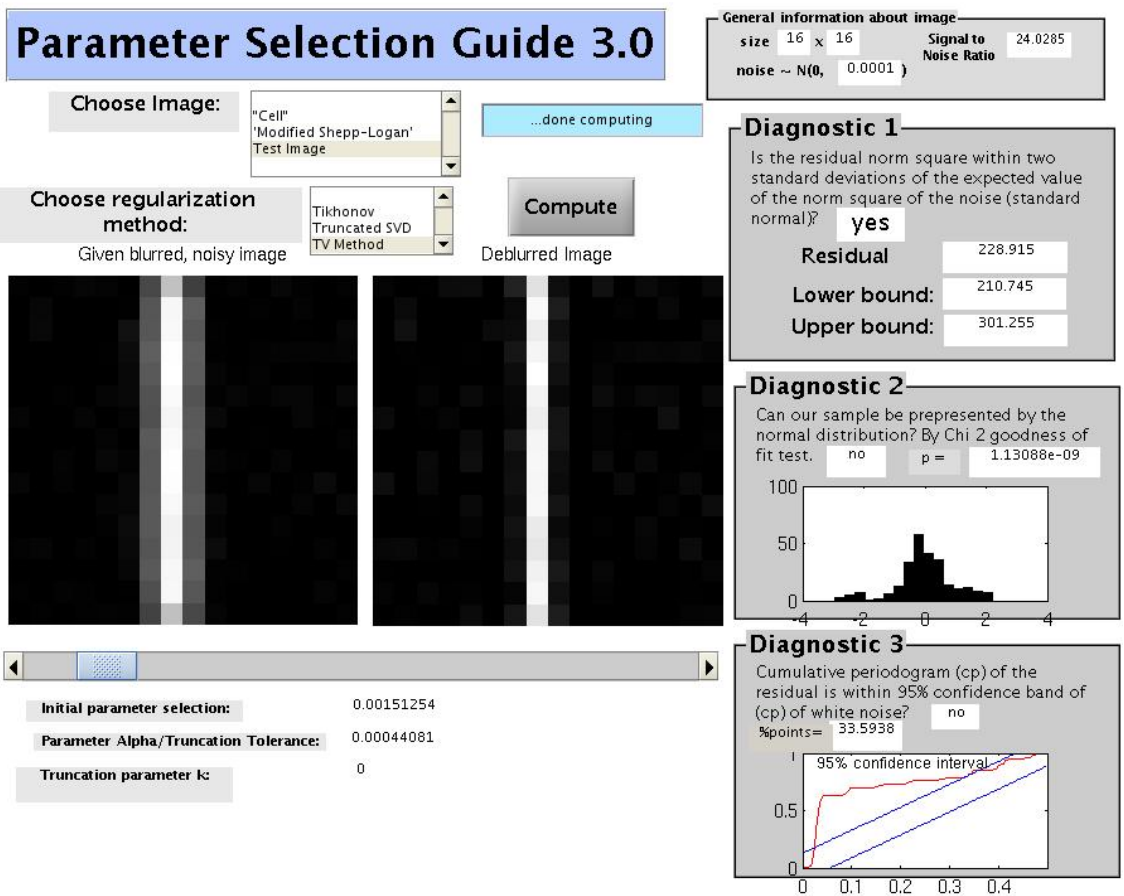 Parameter Selection Guide 3.0
General information about image
size 16 x 16
Signal to
Noise Ratio
24.0285
noise ~ N(0, 0.0001 )
Choose Image:
"Cell"
'Modified Shepp-Logan'
Test Image
...done computing
Choose regularization
method:
Tikhonov
Truncated SVD
TV Method
Compute
Given blurred, noisy image
Deblurred Image
Diagnostic 1
Is the residual norm square within two
standard deviations of the expected value
of the norm square of the noise (standard
normal)? yes
Residual 228.915
Lower bound: 210.745
Upper bound: 301.255
Diagnostic 2
Can our sample be prepresented by the
normal distribution? By Chi 2 goodness of
fit test. no p = 1.13088e-09
100
50
0
-4 -2 0 2 4
Diagnostic 3
Cumulative periodogram (cp) of the
residual is within 95% confidence band of
(cp) of white noise? no
%points= 33.5938
1
95% confidence interval
0.5
0
0 0.1 0.2 0.3 0.4
Initial parameter selection: 0.00151254
Parameter Alpha/Truncation Tolerance: 0.00044081
Truncation parameter k: 0